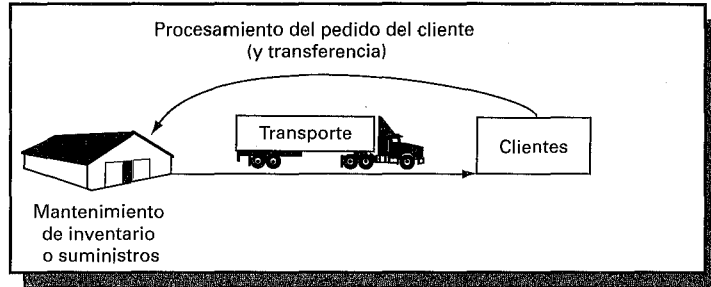 Procesamiento del pedido del cliente
(y transferencia)
Transporte
Clientes
Mantenimiento
de inventario
o suministros